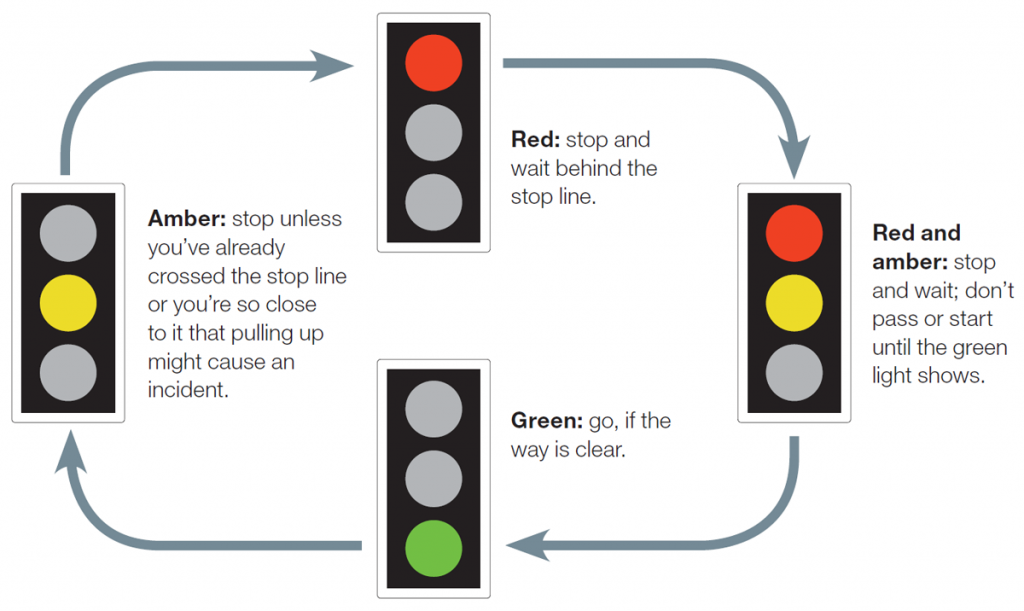 Red: stop and
wait behind the
stop line.
Amber: stop unless
you’ve already
crossed the stop line
or you’re so close
to it that pulling up
might cause an
incident.
Red and
amber: stop
and wait; don’t
pass or start
until the green
light shows.
Green: go, if the
way is clear.